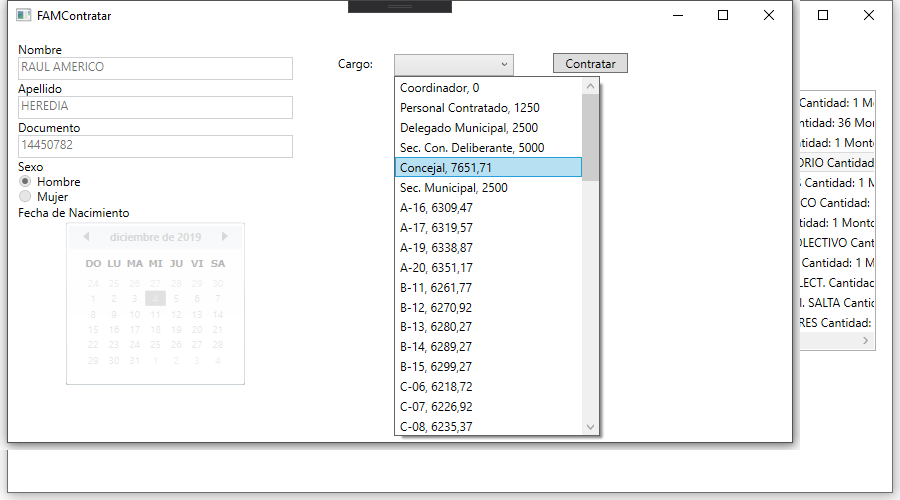 FAMContratar
Nombre
RAUL AMERICO
Apellido
HEREDIA
Documento
14450782
Sexo
Hombre
Mujer
Fecha de Nacimiento
diciembre de 2019
DO LU MA MI JU VI SA
24 25 26 27 28 29 30
1 2 3 4 5 6 7
8 9 10 11 12 13 14
15 16 17 18 19 20 21
22 23 24 25 26 27 28
29 30 31 1 2 3 4
Cargo:
Contratar
Coordinador, 0
Personal Contratado, 1250
Delegado Municipal, 2500
Sec. Con. Deliberante, 5000
Concejal, 7651,71
Sec. Municipal, 2500
A-16, 6309,47
A-17, 6319,57
A-19, 6338,87
A-20, 6351,17
B-11, 6261,77
B-12, 6270,92
B-13, 6280,27
B-14, 6289,27
B-15, 6299,27
C-06, 6218,72
C-07, 6226,92
C-08, 6235,37
Cantidad: 1 M
ntidad: 36 Mon
ntidad: 1 Monto
ORIO Cantidad
S Cantidad: 1 M
CO Cantidad:
tidad: 1 Monto
OLECTIVO Cant
Cantidad: 1 M
LECT. Cantidad:
I. SALTA Cantid
RES Cantidad: